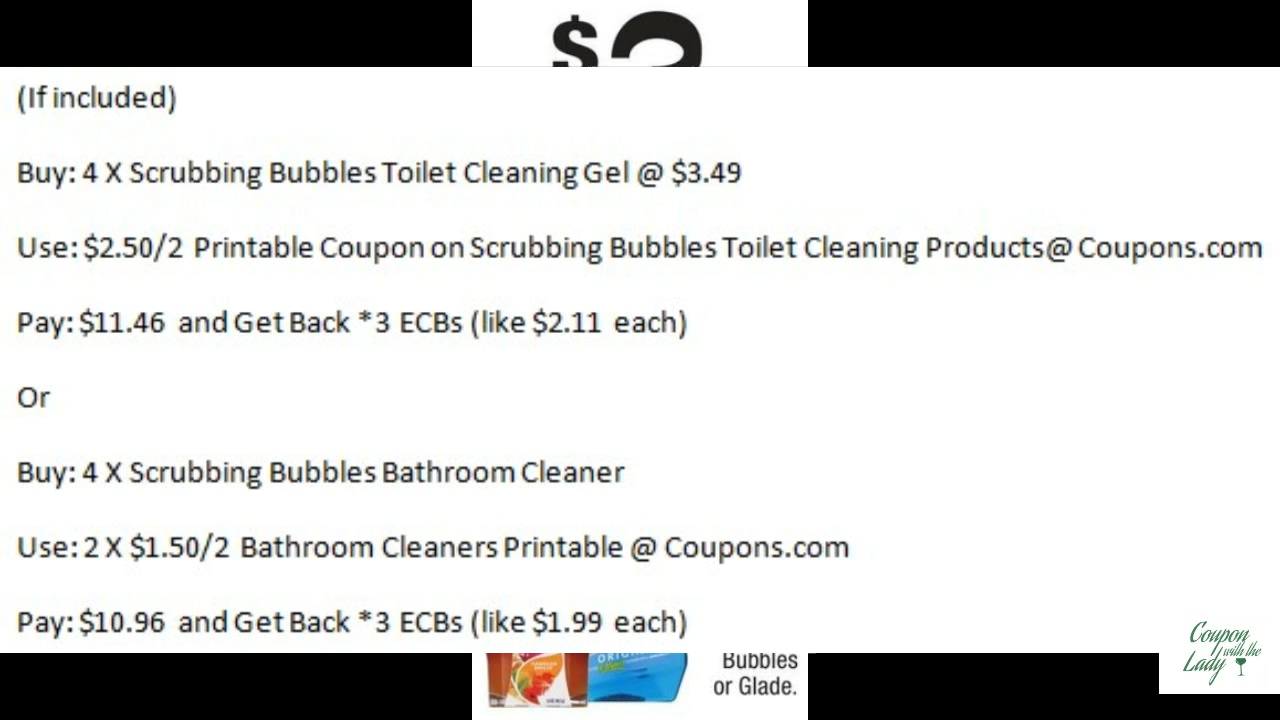 $
(If included)
Buy: 4 X Scrubbing Bubbles Toilet Cleaning Gel @ $3.49
Use: $2.50/2 Printable Coupon on Scrubbing Bubbles Toilet Cleaning Products@ Coupons.com
Pay: $11.46 and Get Back *3 ECBs (like $2.11 each)
Or
Buy: 4 X Scrubbing Bubbles Bathroom Cleaner
Use: 2 X $1.50/2 Bathroom Cleaners Printable @ Coupons.com
Pay: $10.96 and Get Back *3 ECBs (like $1.99 each)
Bubbles
or Glade.
Coupon
with the
Lady